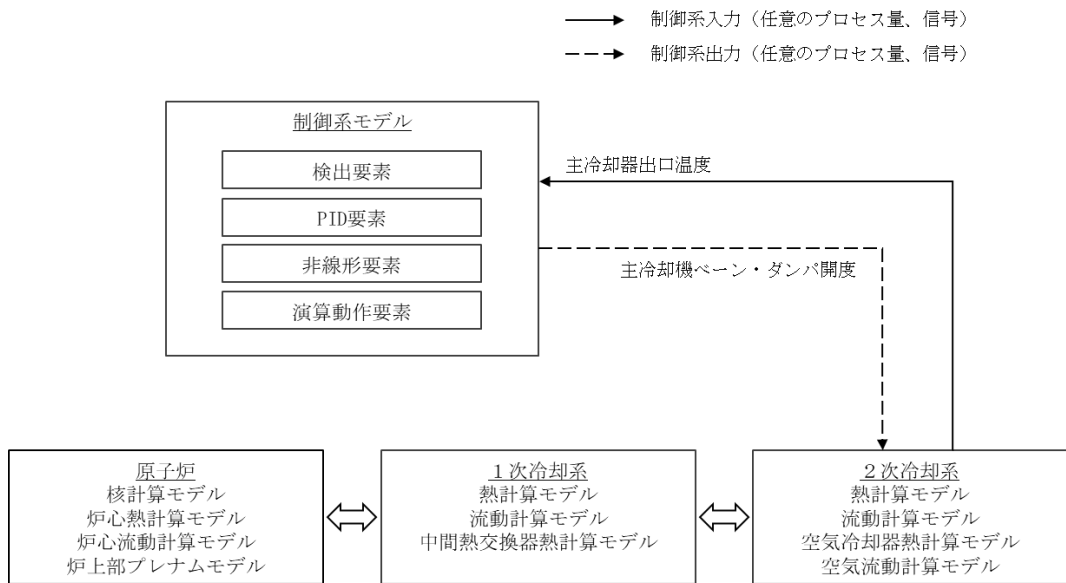 制御系入力（任意のプロセス量、信号）
制御系出力（任意のプロセス量、信号）
制御系モデル
検出要素
PID要素
非線形要素
演算動作要素
主冷却器出口温度
主冷却機ベーン・ダンパ開度
原子炉
核計算モデル
炉心熱計算モデル
炉心流動計算モデル
炉上部プレナムモデル
１次冷却系
熱計算モデル
流動計算モデル
中間熱交換器熱計算モデル
２次冷却系
熱計算モデル
流動計算モデル
空気冷却器熱計算モデル
空気流動計算モデル